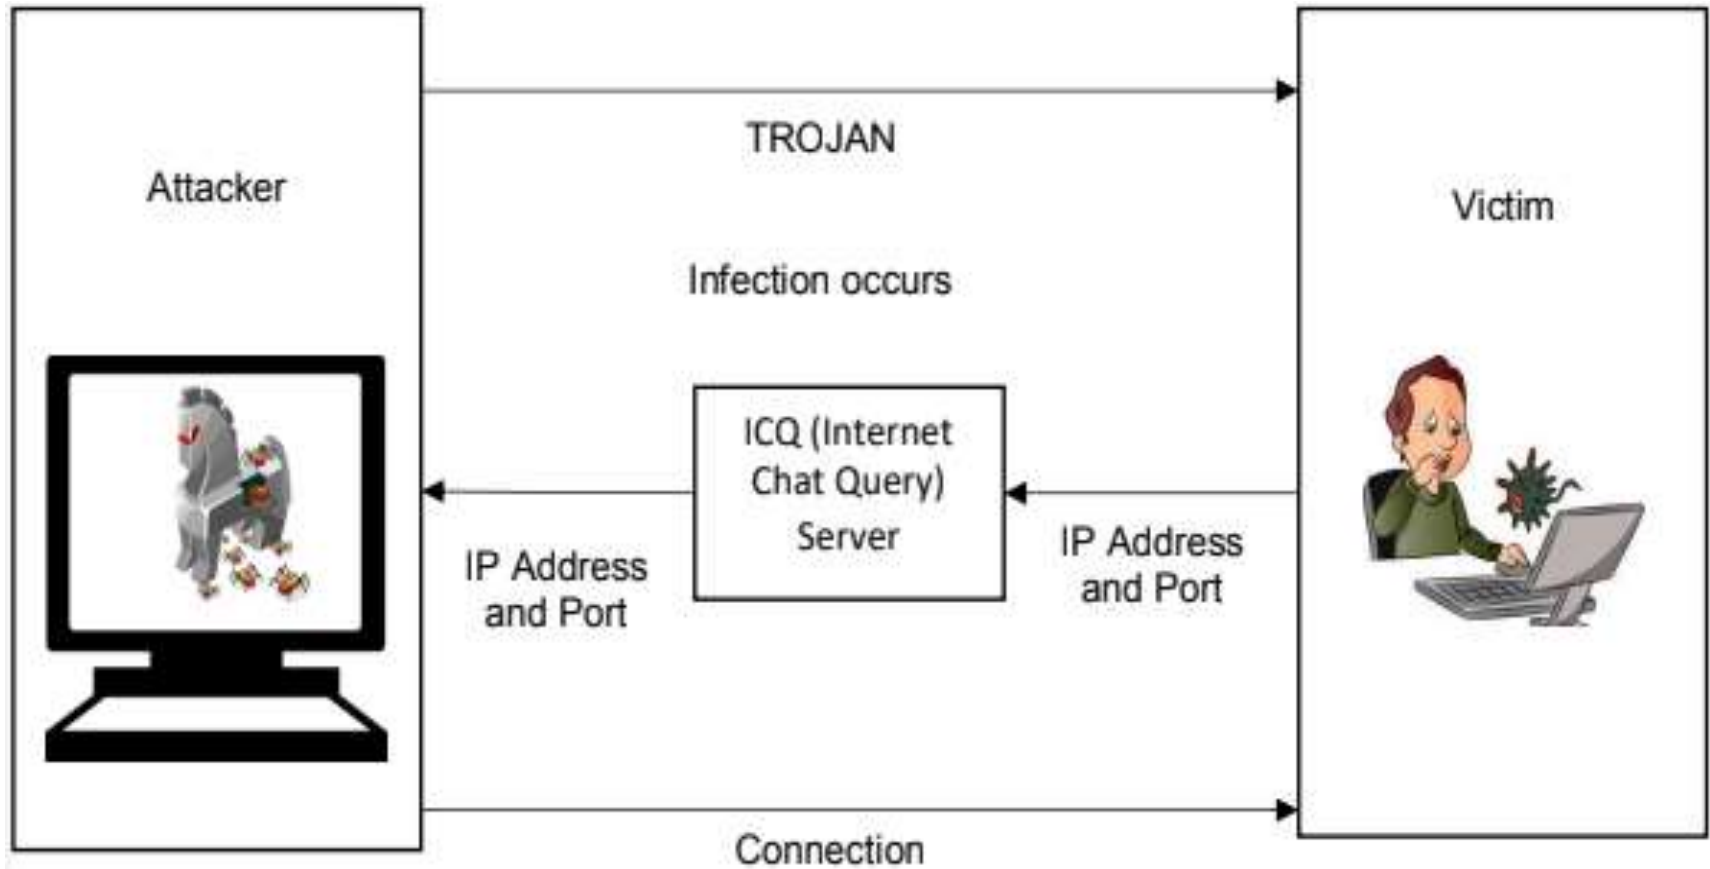 TROJAN
Attacker
Victim
Infection occurs
ICQ (Internet
Chat Query)
Server
IP Address
and Port
IP Address
and Port
Connection